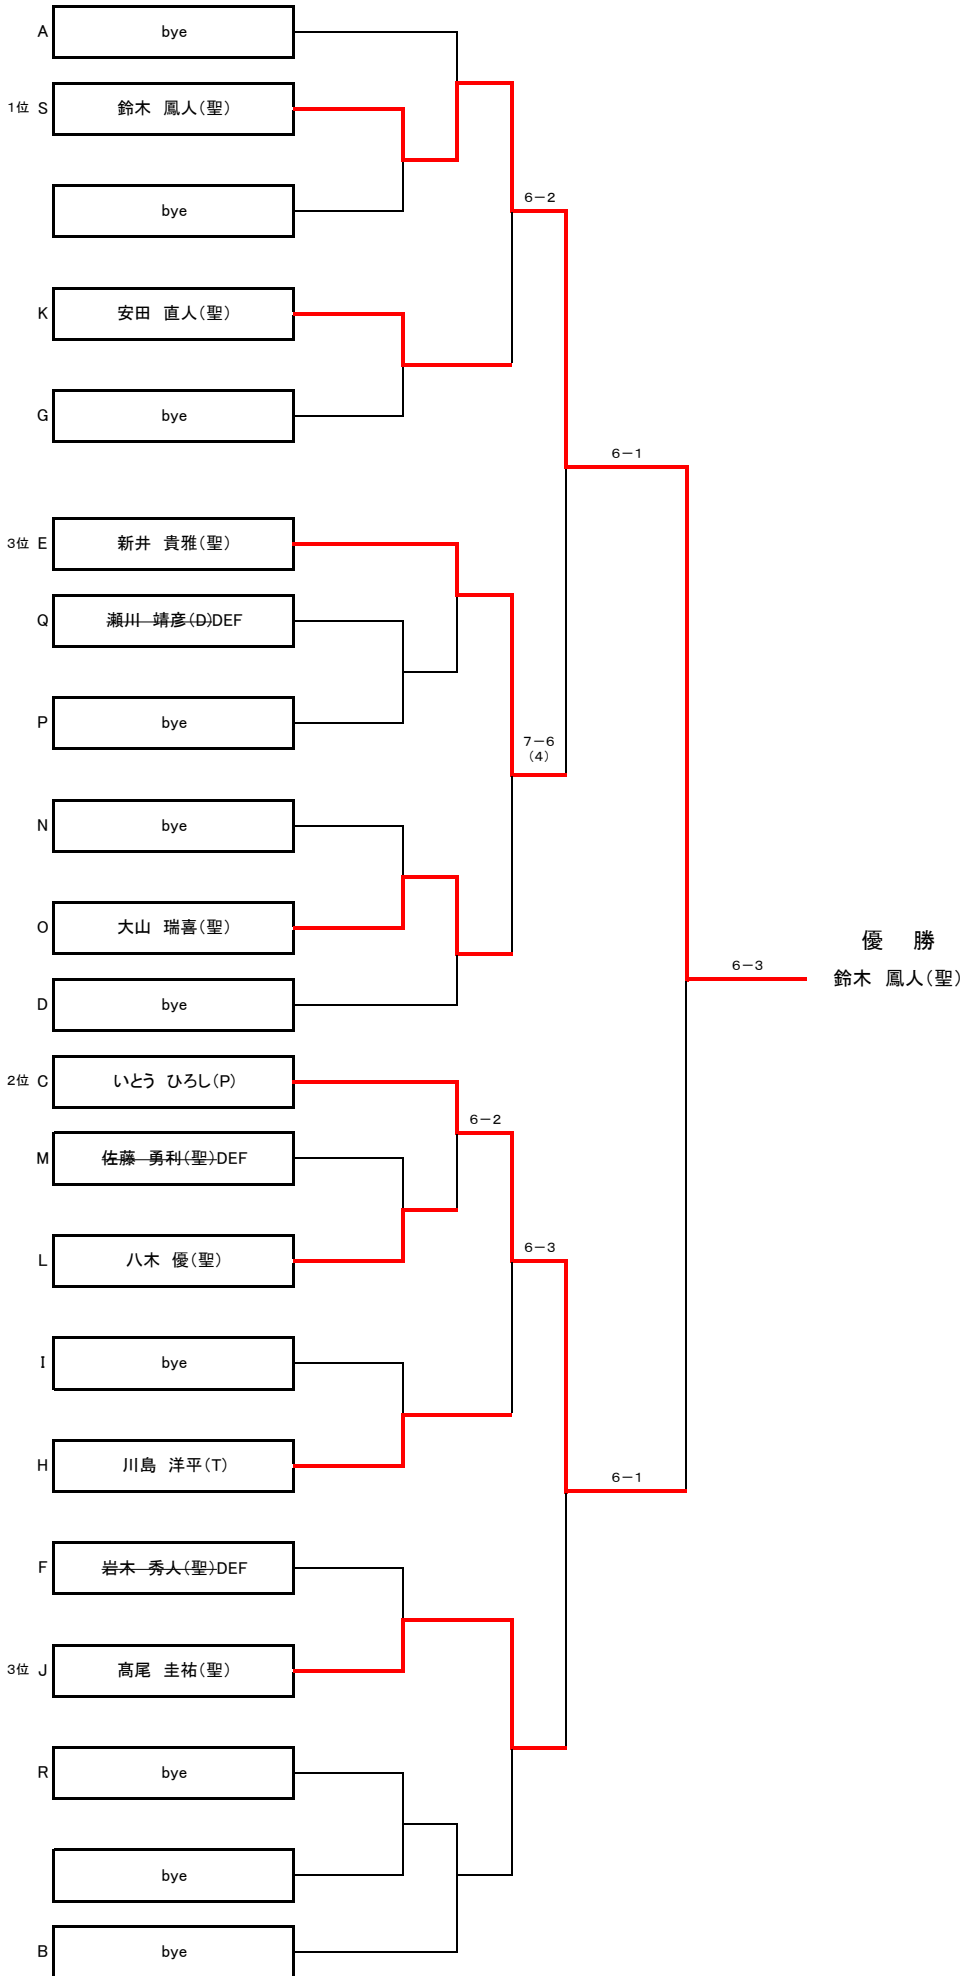 A bye
1位 S 鈴木　鳳人(聖)
bye
6－2
K 安田　直人(聖)
G bye
6－1
3位 E 新井　貴雅(聖)
Q 瀬川　靖彦(D)DEF
P bye
7－6
(4)
N bye
O 大山　瑞喜(聖)
優　勝
6－3
鈴木　鳳人(聖)
D bye
2位 C いとう　ひろし(P)
6－2
M 佐藤　勇利(聖)DEF
6－3
L 八木　優(聖)
I bye
H 川島　洋平(T)
6－1
F 岩木　秀人(聖)DEF
3位 J 髙尾　圭祐(聖)
R bye
bye
B bye